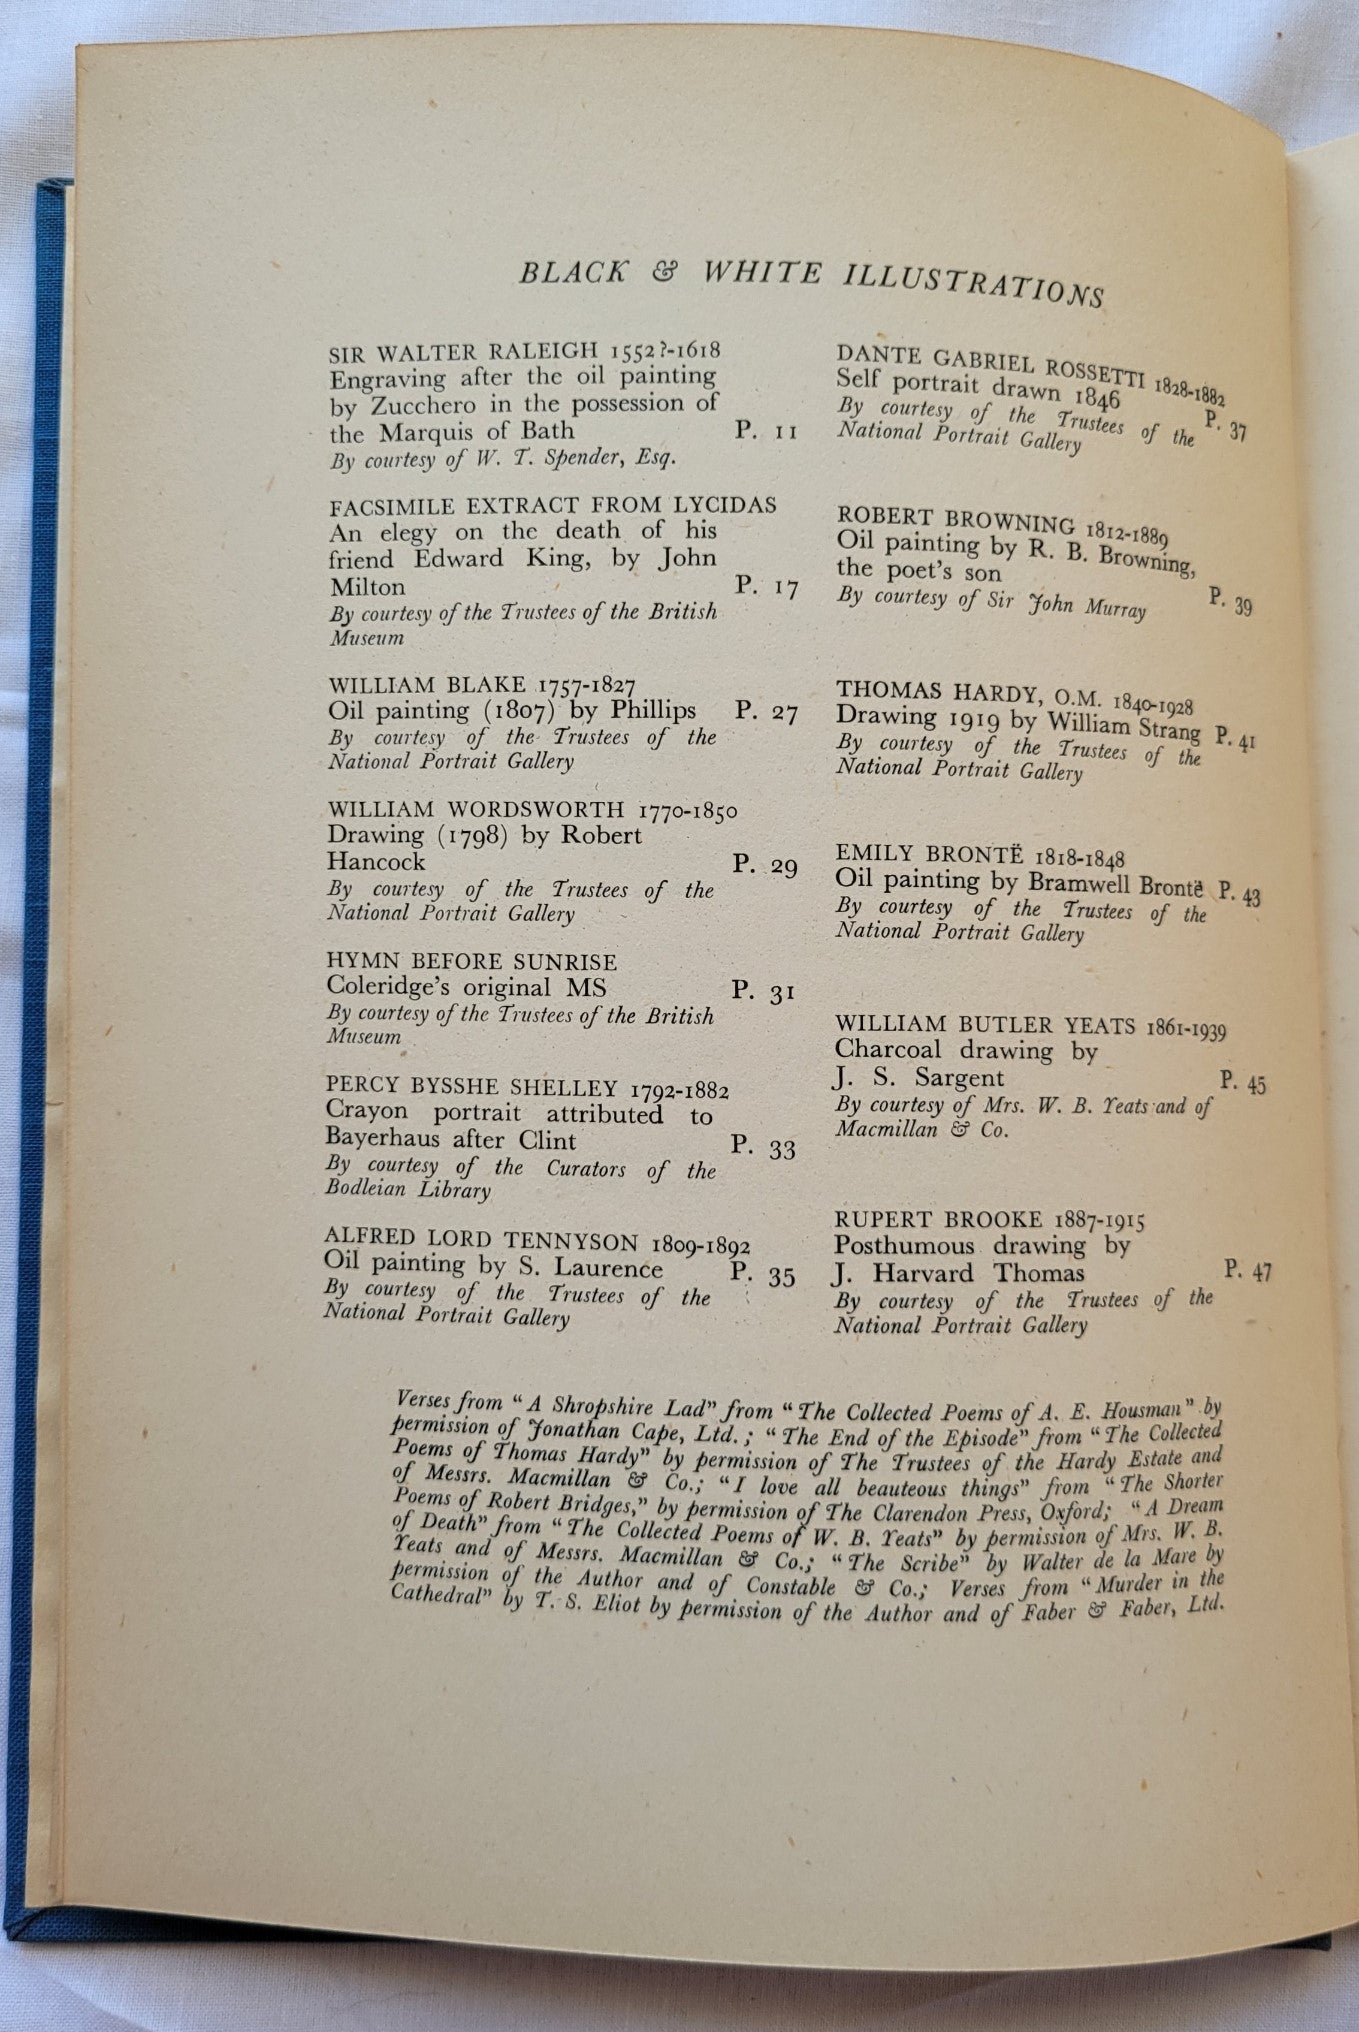 BLACK & WHITE ILLUSTRATIONS
SIR WALTER RALEIGH 1552?-1618
Engraving after the oil painting
by Zucchero in the possession of
the Marquis of Bath P. 11
By courtesy of W. T. Spender, Esq.
FACSIMILE EXTRACT FROM LYCIDAS
An elegy on the death of his
friend Edward King, by John
Milton P. 17
By courtesy of the Trustees of the British
Museum
WILLIAM BLAKE 1757-1827
Oil painting (1807) by Phillips P. 27
By courtesy of the Trustees of the
National Portrait Gallery
WILLIAM WORDSWORTH 1770-1850
Drawing (1798) by Robert
Hancock P. 29
By courtesy of the Trustees of the
National Portrait Gallery
HYMN BEFORE SUNRISE
Coleridge's original MS P. 31
By courtesy of the Trustees of the British
Museum
PERCY BYSSHE SHELLEY 1792-1882
Crayon portrait attributed to
Bayerhaus after Clint P. 33
By courtesy of the Curators of the
Bodleian Library
ALFRED LORD TENNYSON 1809-1892
Oil painting by S. Laurence P. 35
By courtesy of the Trustees of the
National Portrait Gallery
DANTE GABRIEL ROSSETTI 1828-1882
Self portrait drawn 1846 P. 37
By courtesy of the Trustees of the
National Portrait Gallery
ROBERT BROWNING 1812-1889
Oil painting by R. B. Browning,
the poet's son P. 39
By courtesy of Sir John Murray
THOMAS HARDY, O.M. 1840-1928
Drawing 1919 by William Strang P. 41
By courtesy of the Trustees of the
National Portrait Gallery
EMILY BRONTË 1818-1848
Oil painting by Bramwell Brontë P. 43
By courtesy of the Trustees of the
National Portrait Gallery
WILLIAM BUTLER YEATS 1861-1939
Charcoal drawing by
J. S. Sargent P. 45
By courtesy of Mrs. W. B. Yeats and of
Macmillan & Co.
RUPERT BROOKE 1887-1915
Posthumous drawing by
J. Harvard Thomas P. 47
By courtesy of the Trustees of the
National Portrait Gallery
Verses from "A Shropshire Lad" from "The Collected Poems of A. E. Housman" by
permission of Jonathan Cape, Ltd.; "The End of the Episode" from "The Collected
Poems of Thomas Hardy" by permission of The Trustees of the Hardy Estate and
of Messrs. Macmillan & Co.; "I love all beauteous things" from "The Shorter
Poems of Robert Bridges," by permission of The Clarendon Press, Oxford; "A Dream
of Death" from "The Collected Poems of W. B. Yeats" by permission of Mrs. W. B.
Yeats and of Messrs. Macmillan & Co.; "The Scribe" by Walter de la Mare by
permission of the Author and of Constable & Co.; Verses from "Murder in the
Cathedral" by T. S. Eliot by permission of the Author and of Faber & Faber, Ltd.